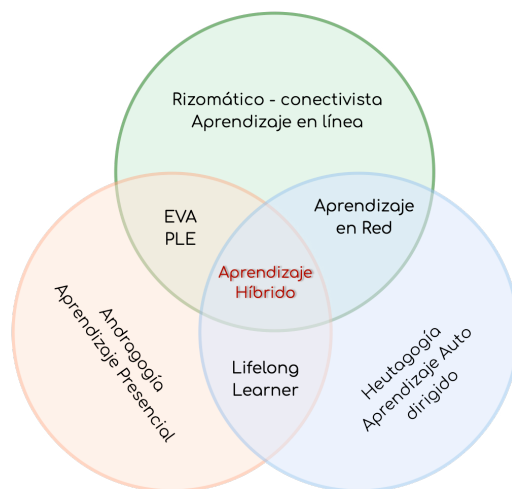 Rizomático - conectivista
Aprendizaje en línea
EVA
PLE
Aprendizaje
en Red
Aprendizaje
Híbrido
Andragogía
Aprendizaje Presencial
Lifelong
Learner
Heutagogía
Aprendizaje Auto
dirigido